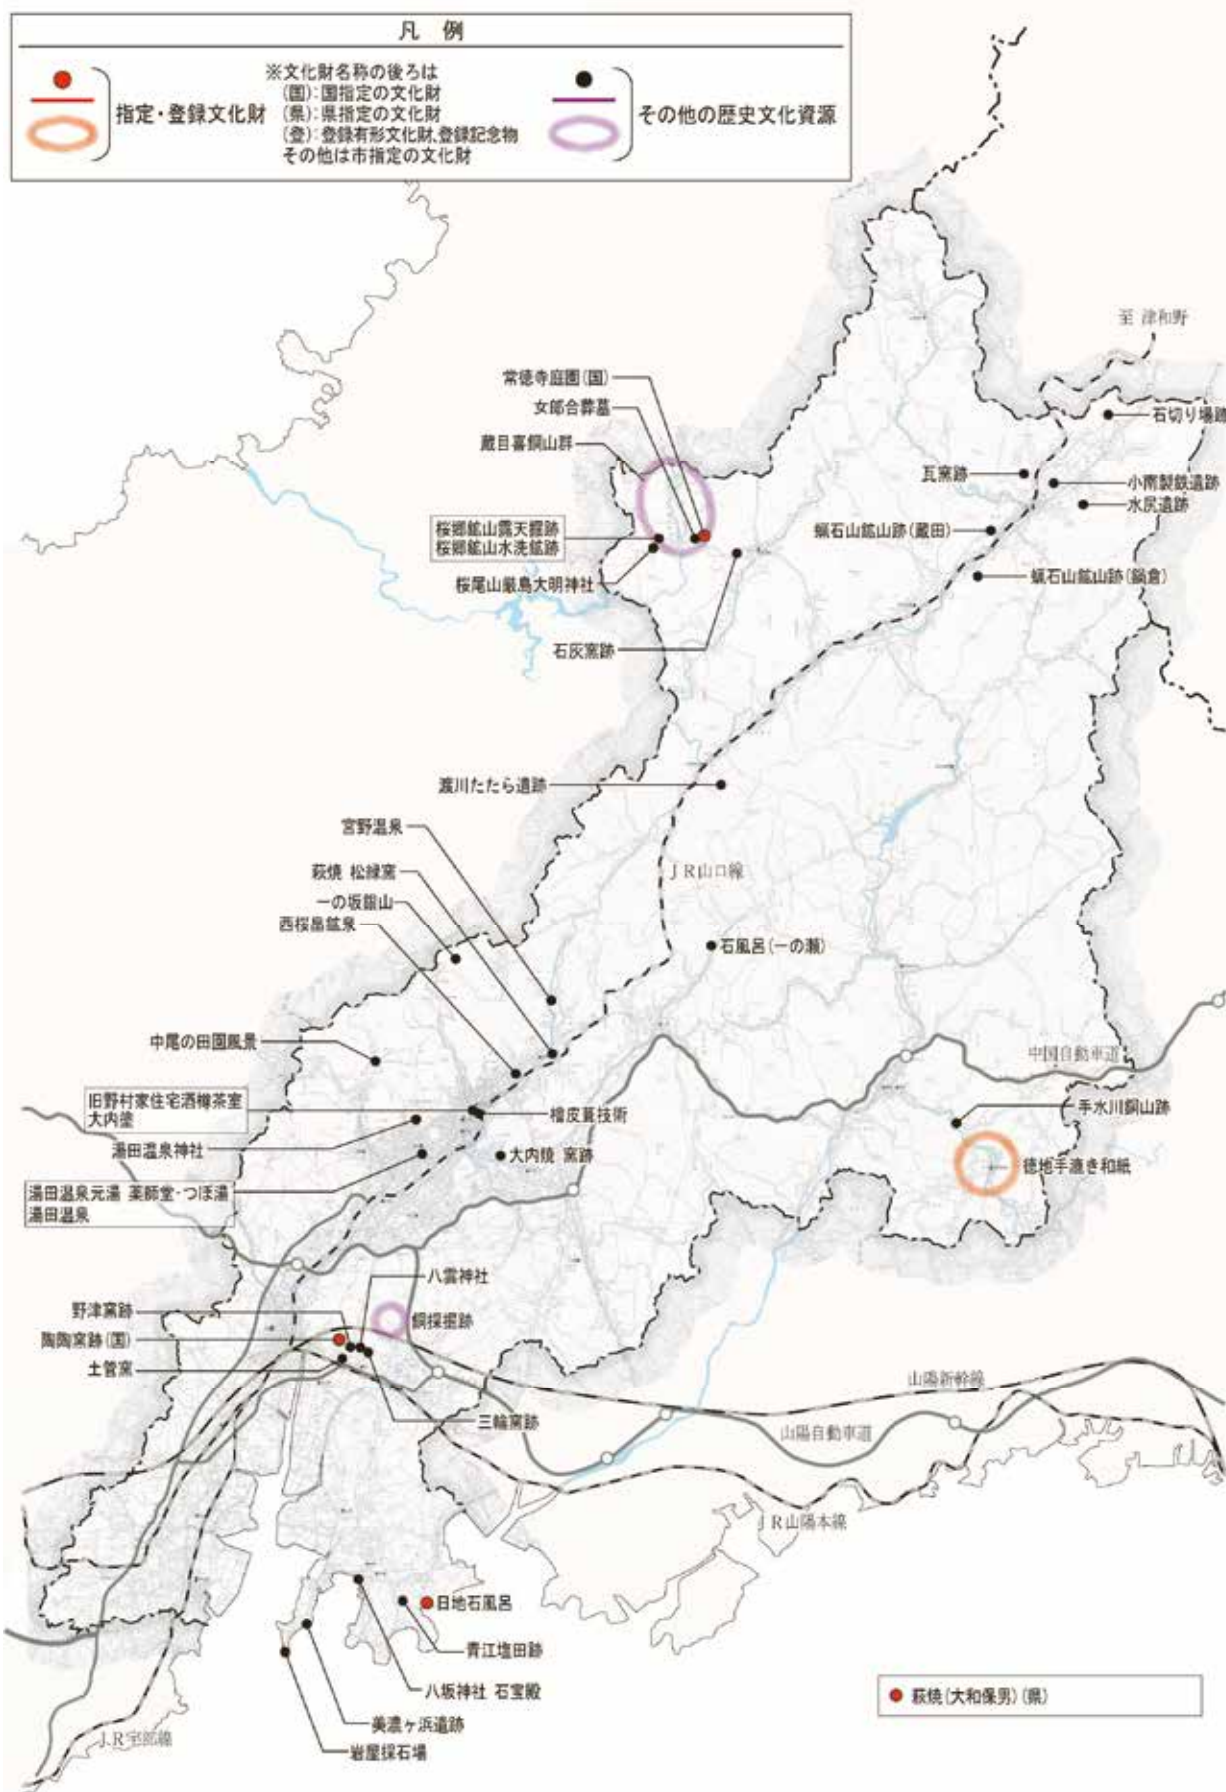 凡 例
指定・登録文化財
※文化財名称の後ろは
(国):国指定の文化財
(県):県指定の文化財
(登):登録有形文化財,登録記念物
その他は市指定の文化財
その他の歴史文化資源
至 津和野
常徳寺庭園(国)
女郎合葬墓
蔵目喜銅山群
桜郷鉱山露天掘跡
桜郷鉱山水洗鉱跡
桜尾山厳島大明神社
石灰窯跡
石切り場跡
瓦窯跡
小南製鉄遺跡
水尻遺跡
蝋石山鉱山跡(蔵田)
蝋石山鉱山跡(鍋倉)
渡川たたら遺跡
宮野温泉
JR山口線
萩焼 松緑窯
一の坂銀山
西桜畠鉱泉
石風呂(一の瀬)
中尾の田園風景
中国自動車道
旧野村家住宅酒樽茶室
大内塗
檜皮葺技術
手水川銅山跡
湯田温泉神社
大内焼 窯跡
徳地手漉き和紙
湯田温泉元湯 薬師堂・つぼ湯
湯田温泉
八雲神社
野津窯跡
銅採掘跡
陶陶窯跡(国)
土管窯
三輪窯跡
山陽新幹線
山陽自動車道
JR山陽本線
日地石風呂
青江塩田跡
八坂神社 石宝殿
美濃ヶ浜遺跡
岩屋採石場
JR宇部線
萩焼(大和保男)(県)